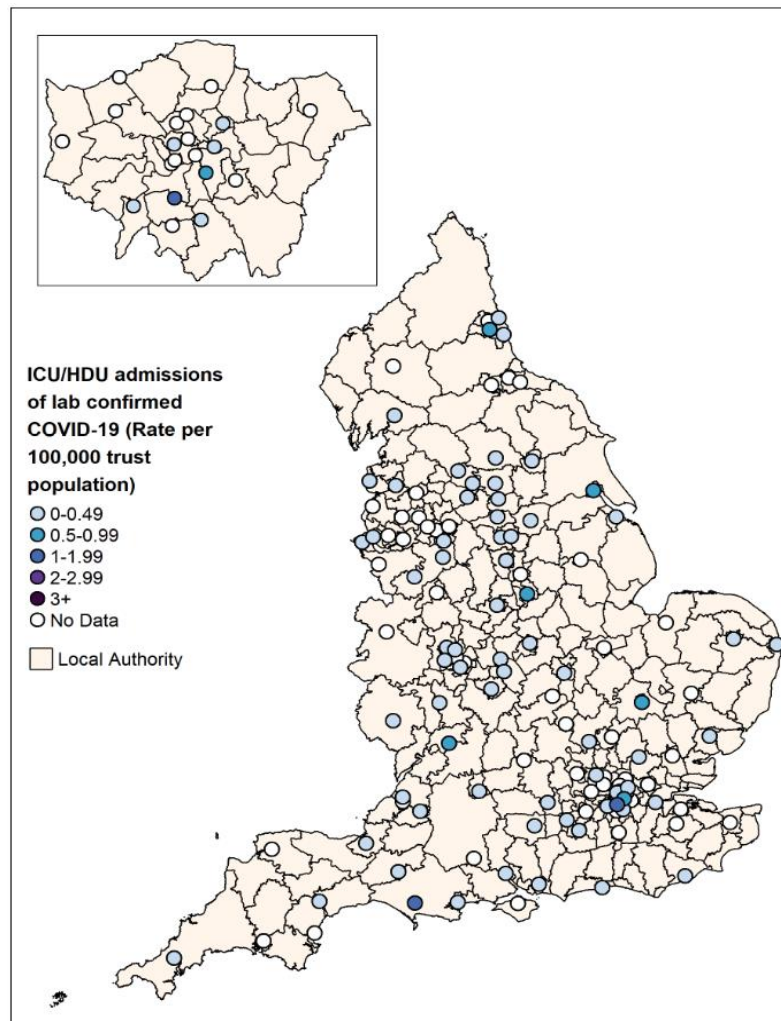 ICU/HDU admissions
of lab confirmed
COVID-19 (Rate per
100,000 trust
population)
0-0.49
0.5-0.99
1-1.99
2-2.99
3+
No Data
Local Authority